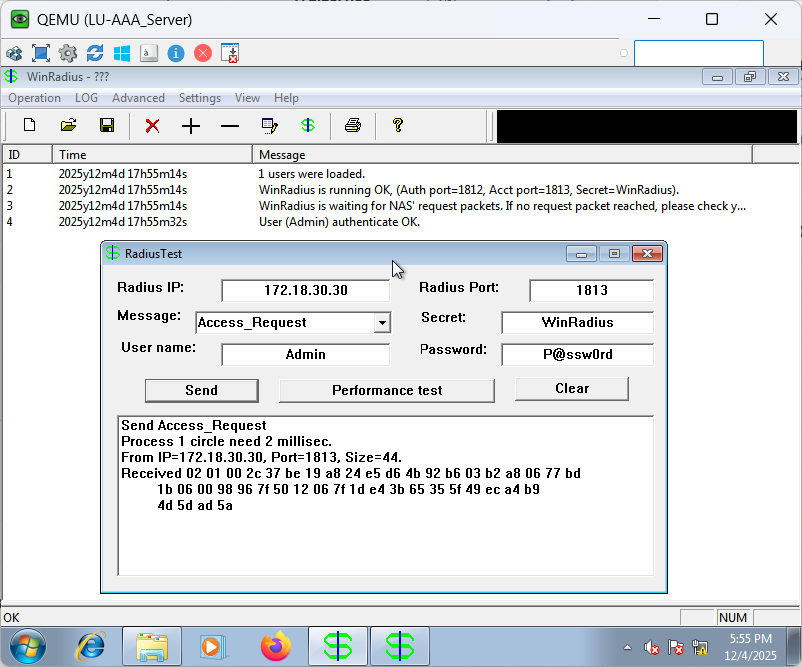 QEMU (LU-AAA_Server)
WinRadius - ???
Operation LOG Advanced Settings View Help
ID Time Message
1 2025y12m4d 17h55m14s 1 users were loaded.
2 2025y12m4d 17h55m14s WinRadius is running OK, (Auth port=1812, Acct port=1813, Secret=WinRadius).
3 2025y12m4d 17h55m14s WinRadius is waiting for NAS' request packets. If no request packet reached, please check y...
4 2025y12m4d 17h55m32s User (Admin) authenticate OK.
RadiusTest
Radius IP: 172.18.30.30 Radius Port: 1813
Message: Access_Request Secret: WinRadius
User name: Admin Password: P@ssw0rd
Send Performance test Clear
Send Access_Request
Process 1 circle need 2 millisec.
From IP=172.18.30.30, Port=1813, Size=44.
Received 02 01 00 2c 37 be 19 a8 24 e5 d6 4b 92 b6 03 b2 a8 06 77 bd
1b 06 00 98 96 7f 50 12 06 7f 1d e4 3b 65 35 5f 49 ec a4 b9
4d 5d ad 5a
OK NUM
5:55 PM
12/4/2025